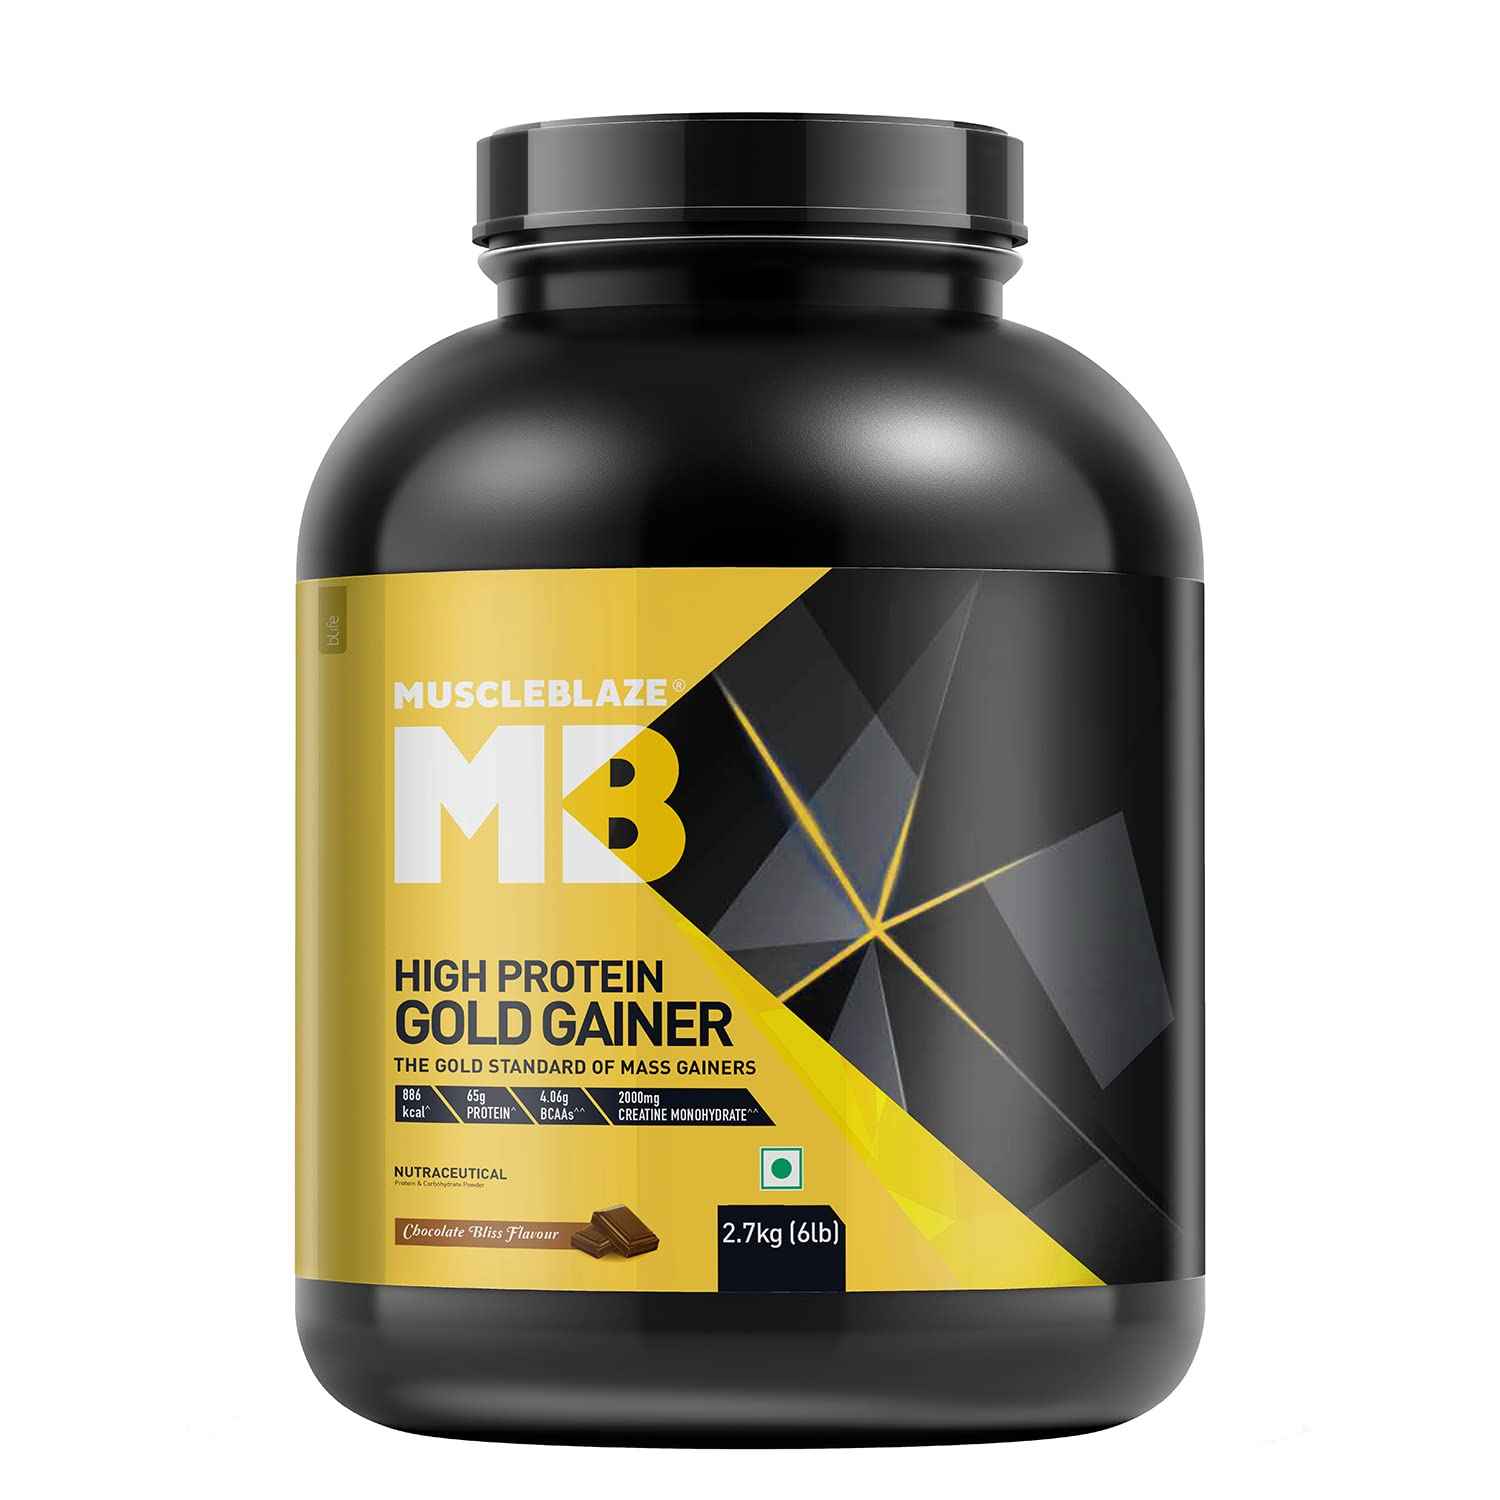 bLife
MUSCLEBLAZE®
MB
HIGH PROTEIN
GOLD GAINER
THE GOLD STANDARD OF MASS GAINERS
886 kcal^
65g PROTEIN^
4.06g BCAAs^^
2000mg CREATINE MONOHYDRATE^^
NUTRACEUTICAL
Protein & Carbohydrate Powder
Chocolate Bliss Flavour
2.7kg (6lb)